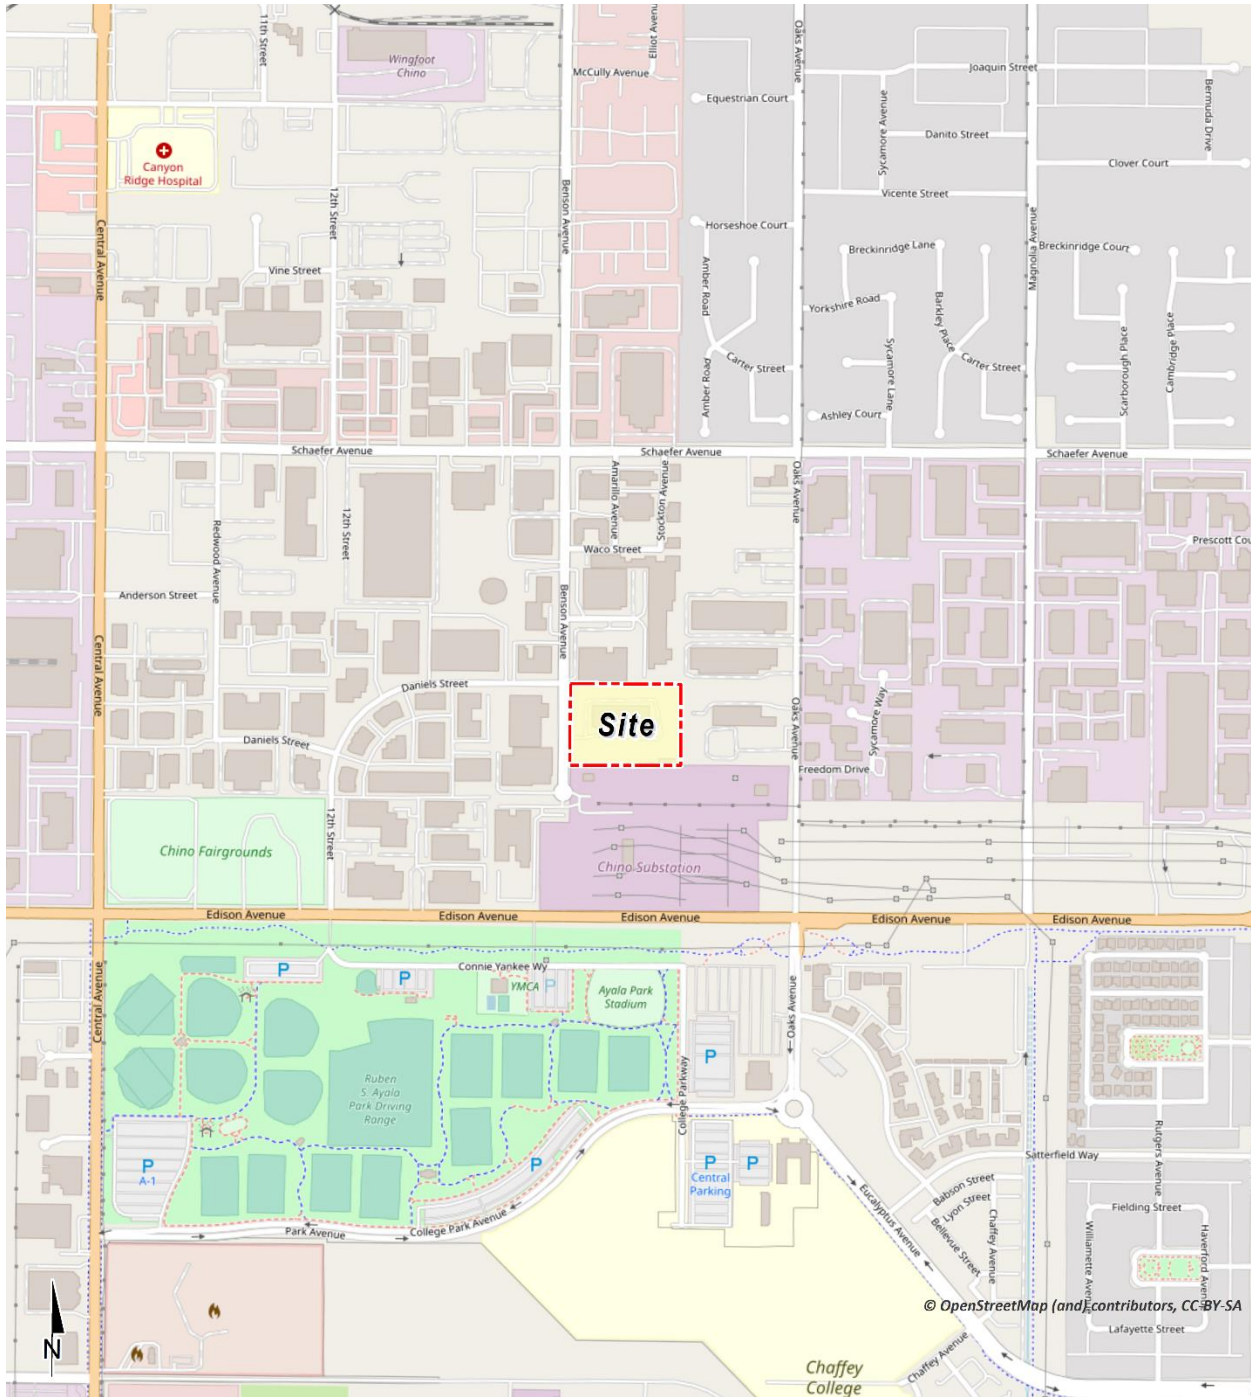 11th Street
Wingfoot
Chino
Elliot Avenue
McCully Avenue
Oaks Avenue
Joaquin Street
Equestrian Court
Sycamore Avenue
Bermuda Drive
Danito Street
Canyon
Ridge Hospital
Clover Court
12th Street
Benson Avenue
Vicente Street
Central Avenue
Horseshoe Court
Magnolia Avenue
Breckinridge Lane
Breckinridge Court
Vine Street
Amber Road
Yorkshire Road
Barkley Place
Scarborough Place
Cambridge Place
Carter Street
Carter Street
Sycamore Lane
Amber Road
Ashley Court
Schaefer Avenue
Schaefer Avenue
Schaefer Avenue
Amarillo Avenue
Stockton Avenue
Oaks Avenue
Redwood Avenue
12th Street
Waco Street
Prescott Cou
Anderson Street
Benson Avenue
Central Avenue
Daniels Street
Site
Oaks Avenue
Sycamore Way
Daniels Street
Freedom Drive
12th Street
Chino Fairgrounds
Chino Substation
Edison Avenue
Edison Avenue
Edison Avenue
Edison Avenue
Edison Avenue
Central Avenue
P
Connie Yankee Wy
P
YMCA
P
Ayala Park
Stadium
Oaks Avenue
P
Ruben
S. Ayala
Park Driving
Range
College Parkway
P
A-1
P
P
P
Central
Parking
Satterfield Way
Rutgers Avenue
Babson Street
Lyon Street
Eucalyptus Avenue
Bellevue Street
Chaffey Avenue
Fielding Street
Williamette Avenue
Haverford Avenue
Park Avenue
College Park Avenue
© OpenStreetMap (and) contributors, CC-BY-SA
Lafayette Street
N
Chaffey Avenue
Chaffey
College